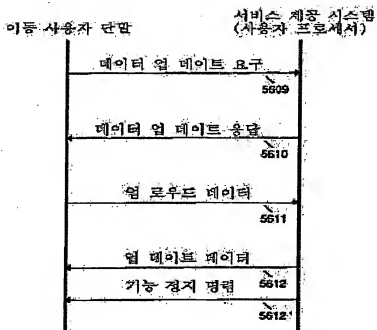 이동 사용자 단말
서비스 제공 시스템
(사용자 프로세서)
데이터 업 데이트 요구
5609
데이터 업 데이트 응답
5610
업 로우드 데이터
5611
업 데이트 데이터
5612
기능 정지 명령
5612'